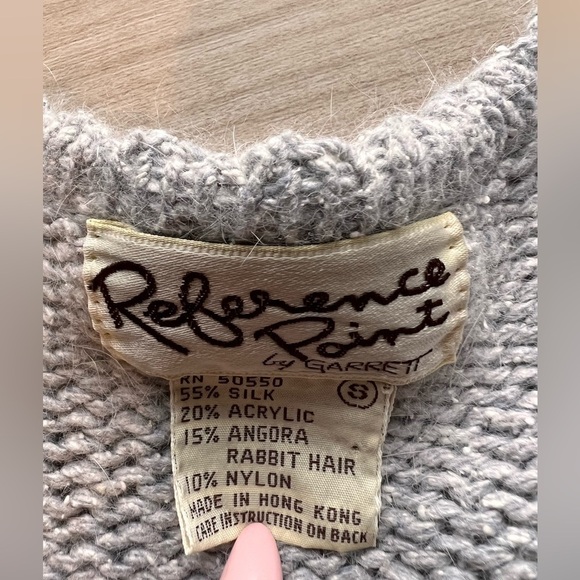 Reference
Point
by GARRETT
RN 50550 S
55% SILK
20% ACRYLIC
15% ANGORA
RABBIT HAIR
10% NYLON
MADE IN HONG KONG
CARE INSTRUCTION ON BACK